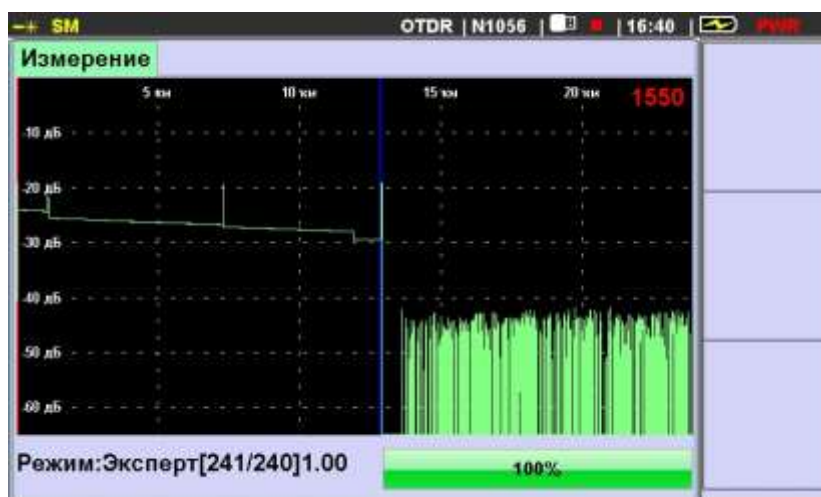 SM OTDR | N1056 | | 16:40 | PWR
Измерение
5 км 10 км 15 км 20 км 1550
-10 дБ
-20 дБ
-30 дБ
-40 дБ
-50 дБ
-60 дБ
Режим:Эксперт[241/240]1.00 100%